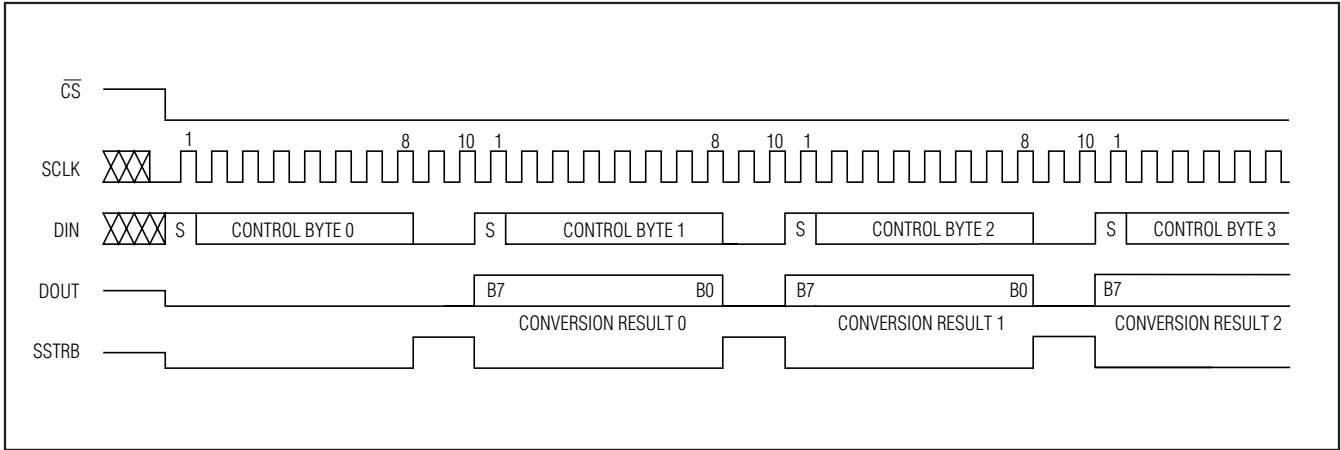 CS
1 8 10 1 8 10 1 8 10 1
SCLK
DIN S CONTROL BYTE 0 S CONTROL BYTE 1 S CONTROL BYTE 2 S CONTROL BYTE 3
DOUT B7 B0 B7 B0 B7
CONVERSION RESULT 0 CONVERSION RESULT 1 CONVERSION RESULT 2
SSTRB